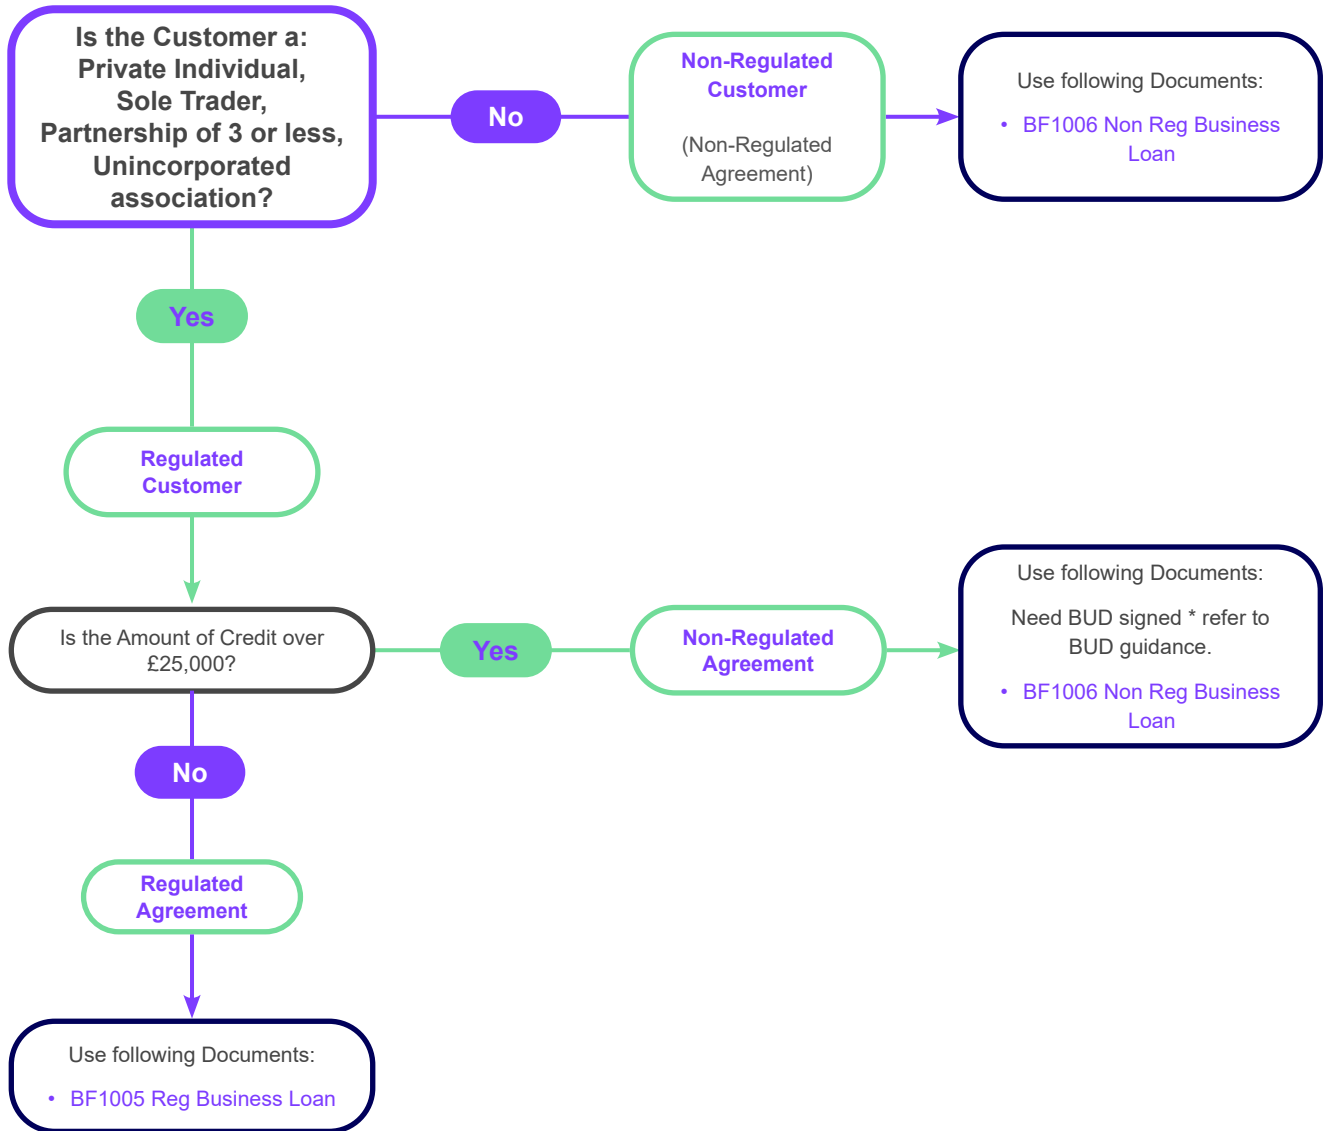 Is the Customer a:
Private Individual,
Sole Trader,
Partnership of 3 or less,
Unincorporated
association?
No
Non-Regulated
Customer
(Non-Regulated
Agreement)
Use following Documents:
• BF1006 Non Reg Business
Loan
Yes
Regulated
Customer
Is the Amount of Credit over
£25,000?
Yes
Non-Regulated
Agreement
Use following Documents:
Need BUD signed * refer to
BUD guidance.
• BF1006 Non Reg Business
Loan
No
Regulated
Agreement
Use following Documents:
• BF1005 Reg Business Loan